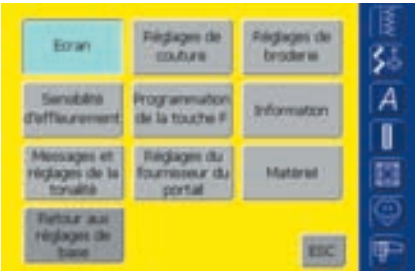 Ecran
Réglages de
couture
Réglages de
broderie
Sensibilité
d'effleurement
Programmation
de la touche F
Information
Messages et
réglages de la
tonalité
Réglages du
fournisseur du
portail
Matériel
Retour aux
réglages de
base
ESC
A